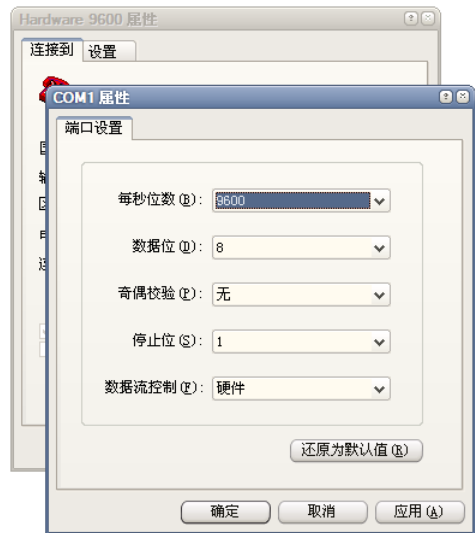 Hardware 9600 属性
连接到 设置
COM1 属性
端口设置
每秒位数(B): 9600
数据位(D): 8
奇偶校验(P): 无
停止位(S): 1
数据流控制(F): 硬件
还原为默认值(R)
确定 取消 应用(A)